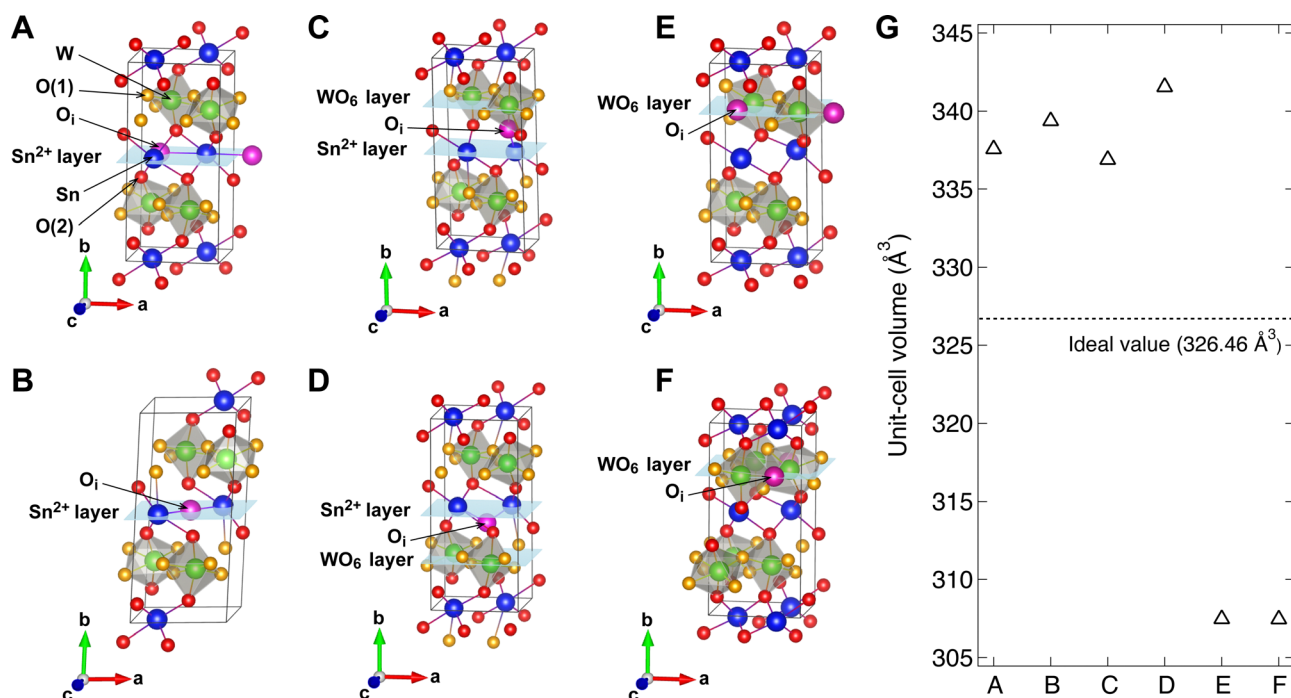 A
W
O(1)
Oi
Sn2+ layer
Sn
O(2)
b
a
c
C
WO6 layer
Oi
Sn2+ layer
b
a
c
E
WO6 layer
Oi
b
a
c
B
Oi
Sn2+ layer
b
a
c
D
Sn2+ layer
Oi
WO6 layer
b
a
c
F
WO6 layer
Oi
b
a
c
G
Unit-cell volume (Å3)
345
340
335
330
325
320
315
310
305
Ideal value (326.46 Å3)
A B C D E F